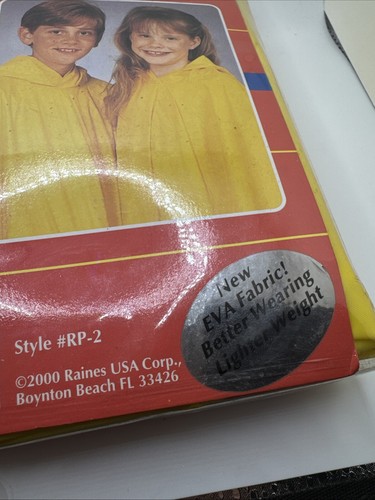 New
EVA Fabric!
Better Wearing
Lighter Weight
Style #RP-2
©2000 Raines USA Corp.,
Boynton Beach FL 33426